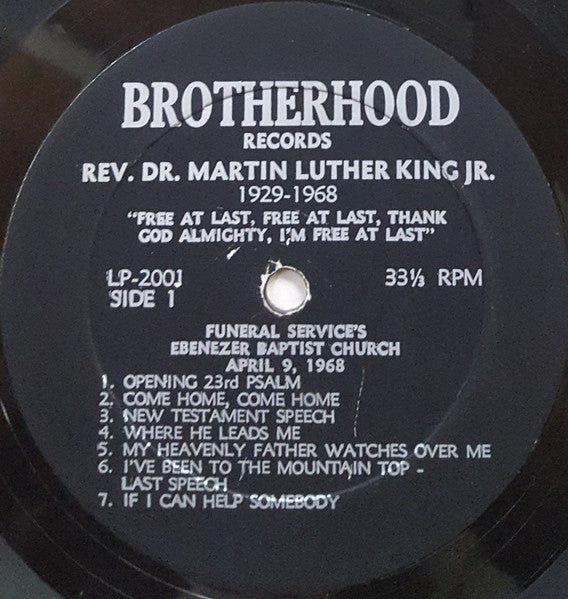 BROTHERHOOD
RECORDS
REV. DR. MARTIN LUTHER KING JR.
1929-1968
"FREE AT LAST, FREE AT LAST, THANK
GOD ALMIGHTY, I'M FREE AT LAST"
LP-2001 33⅓ RPM
SIDE 1
FUNERAL SERVICE'S
EBENEZER BAPTIST CHURCH
APRIL 9, 1968
1. OPENING 23rd PSALM
2. COME HOME, COME HOME
3. NEW TESTAMENT SPEECH
4. WHERE HE LEADS ME
5. MY HEAVENLY FATHER WATCHES OVER ME
6. I'VE BEEN TO THE MOUNTAIN TOP -
LAST SPEECH
7. IF I CAN HELP SOMEBODY